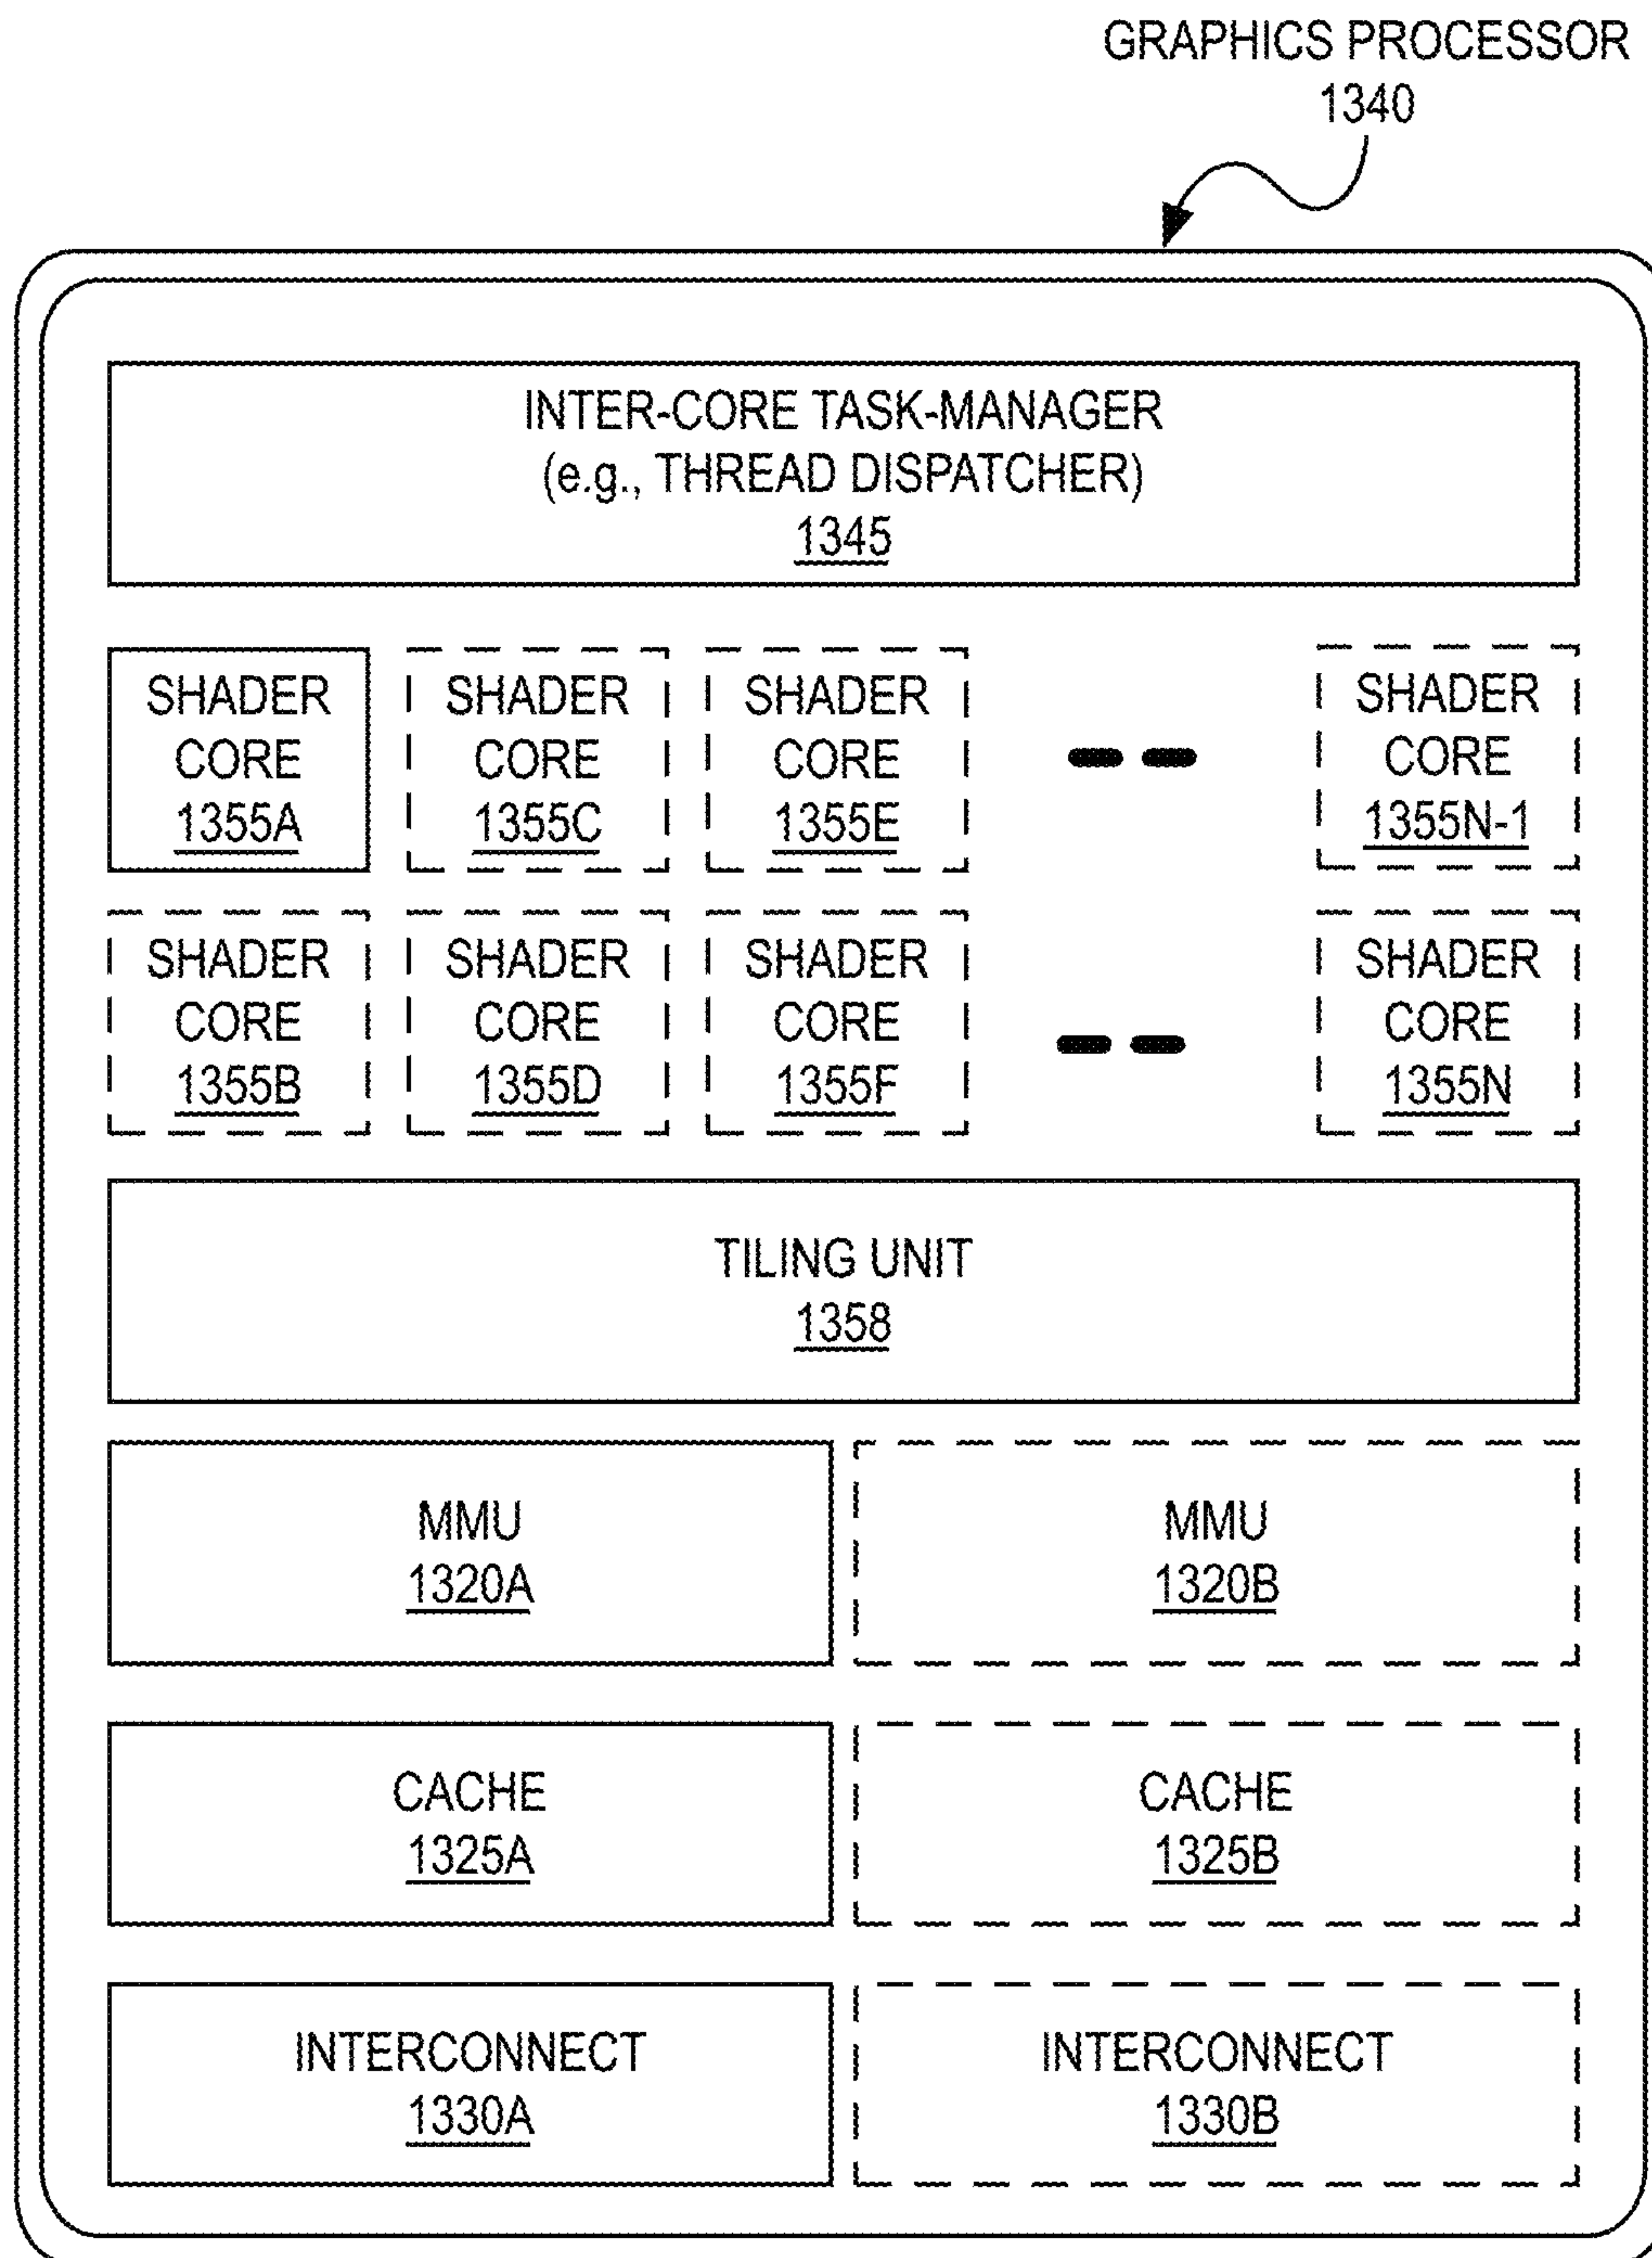 GRAPHICS PROCESSOR
1340
INTER-CORE TASK-MANAGER
(e.g., THREAD DISPATCHER)
1345
SHADER CORE 1355A
SHADER CORE 1355C
SHADER CORE 1355E
SHADER CORE 1355N-1
SHADER CORE 1355B
SHADER CORE 1355D
SHADER CORE 1355F
SHADER CORE 1355N
TILING UNIT
1358
MMU
1320A
MMU
1320B
CACHE
1325A
CACHE
1325B
INTERCONNECT
1330A
INTERCONNECT
1330B